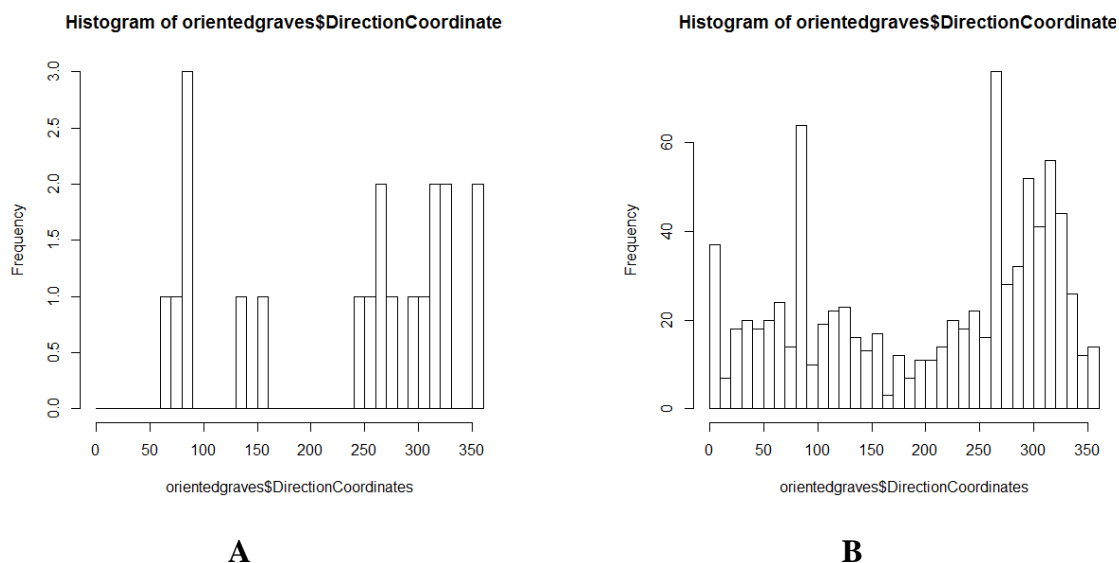 Histogram of orientedgraves$DirectionCoordinate
Frequency
0.0 0.5 1.0 1.5 2.0 2.5 3.0
0 50 100 150 200 250 300 350
orientedgraves$DirectionCoordinates
A
Histogram of orientedgraves$DirectionCoordinate
Frequency
0 20 40 60
0 50 100 150 200 250 300 350
orientedgraves$DirectionCoordinates
B